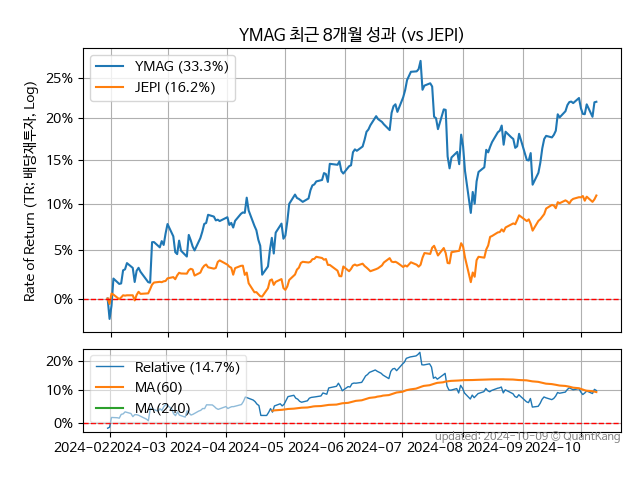 YMAG 최근 8개월 성과 (vs JEPI)
Rate of Return (TR: 배당재투자, Log)
YMAG (33.3%)
JEPI (16.2%)
25%
20%
15%
10%
5%
0%
Relative (14.7%)
MA(60)
MA(240)
20%
10%
0%
2024-02
2024-03
2024-04
2024-05
2024-06
2024-07
2024-08
2024-09
2024-10
updated: 2024-10-09 © QuantKang